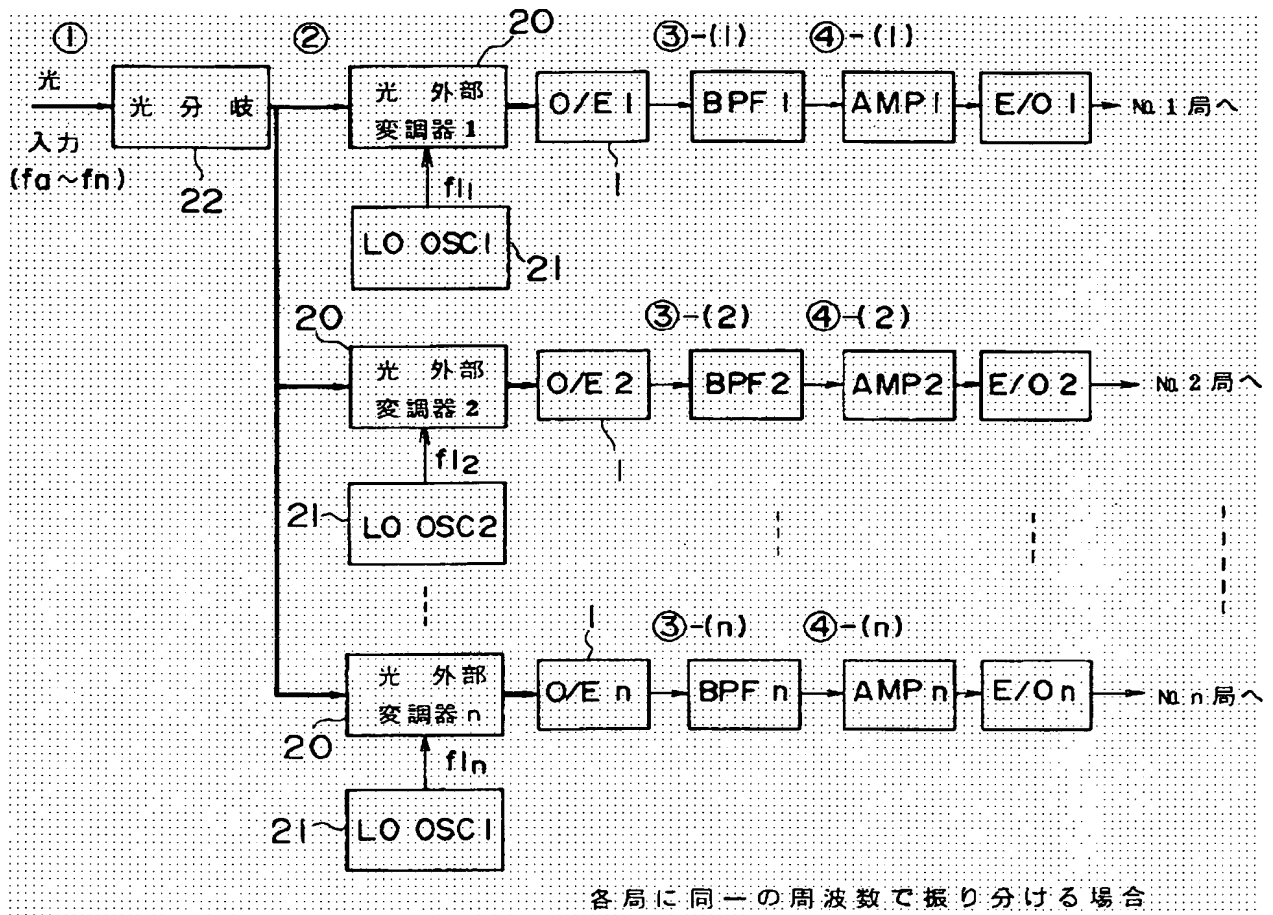 ① ② 20 ③-(1) ④-(1)
光
光 分 岐
光 外部
変調器1
O/E1
BPF1
AMP1
E/O1
No.1局へ
入力
(fa~fn)
22
fl1
1
LO OSC1
21
③-(2) ④-(2)
20
光 外部
変調器2
O/E2
BPF2
AMP2
E/O2
No.2局へ
fl2
1
21
LO OSC2
1
③-(n) ④-(n)
光 外部
変調器n
O/En
BPFn
AMPn
E/On
No.n局へ
20
fln
21
LO OSC1
各局に同一の周波数で振り分ける場合